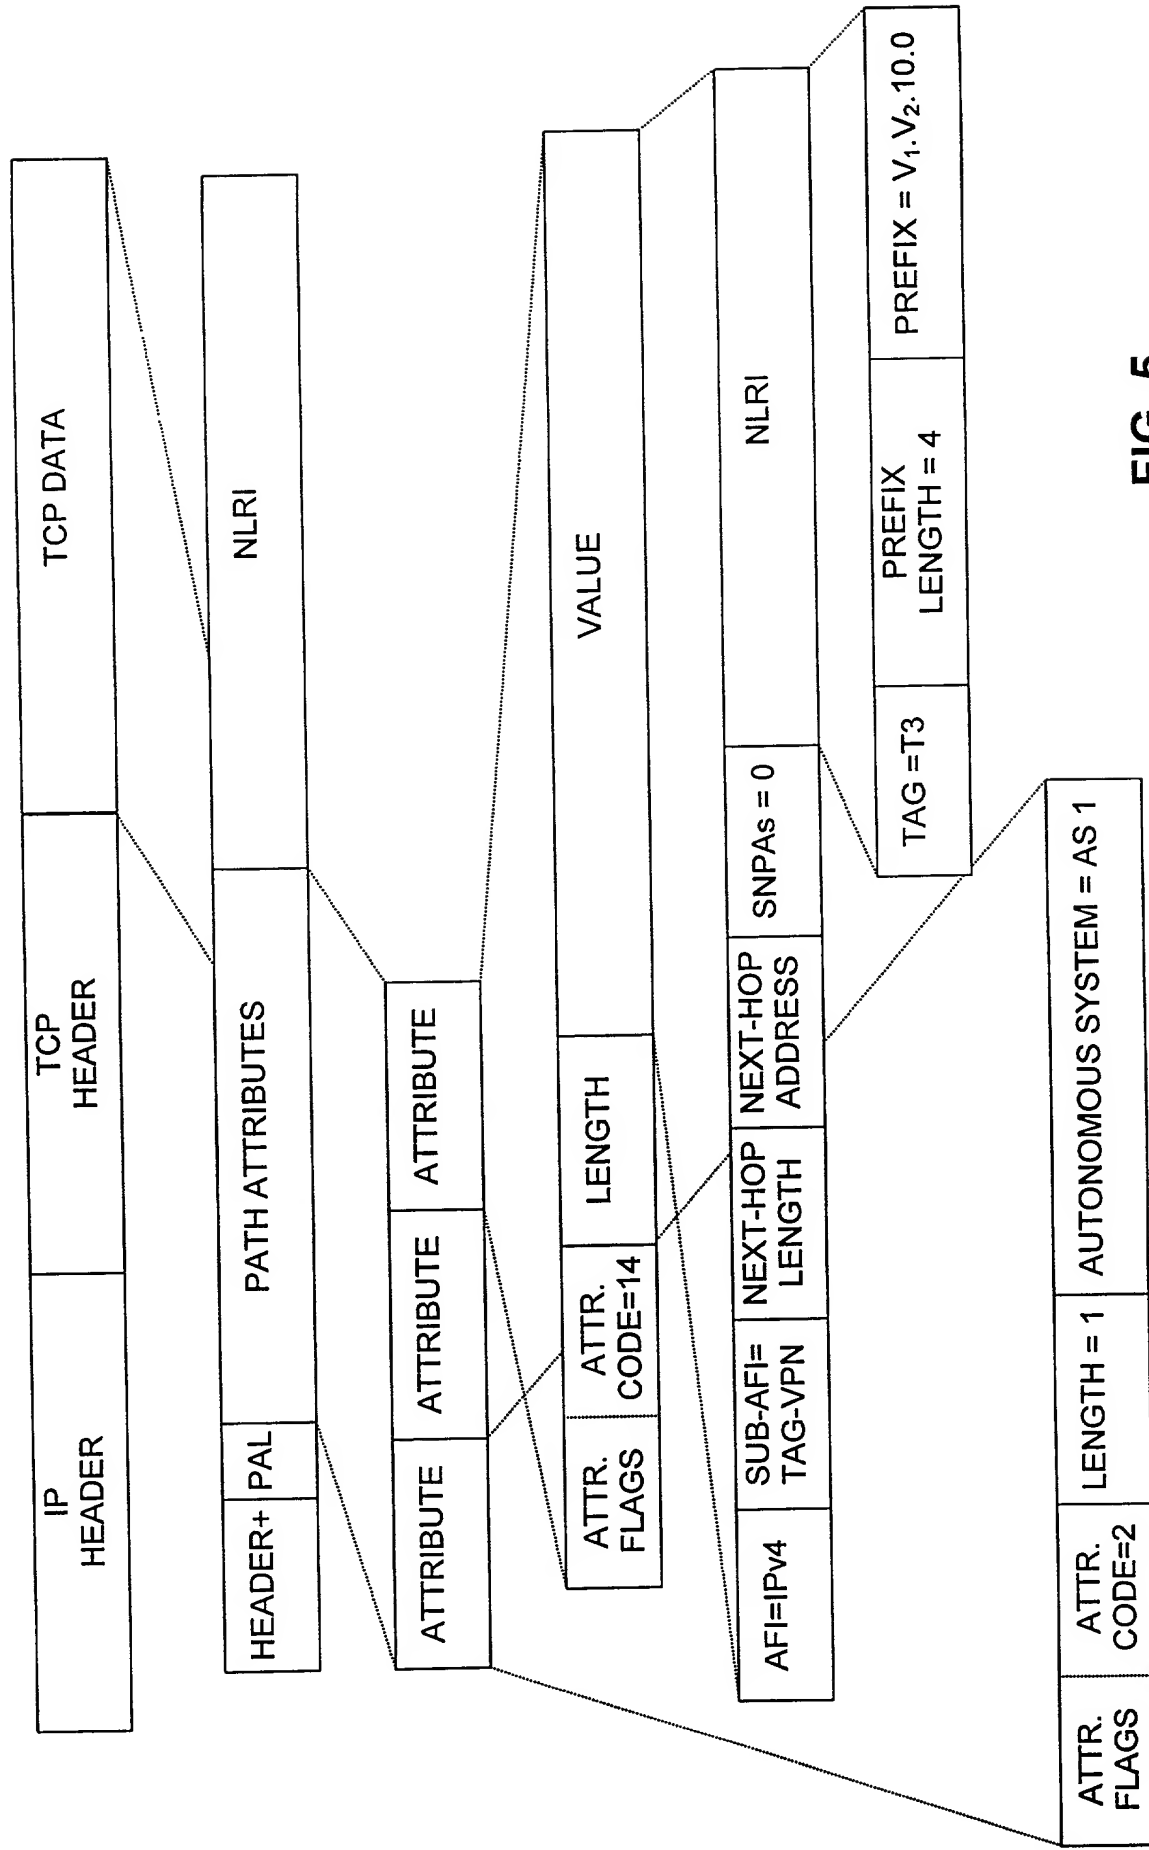 IP
HEADER
TCP
HEADER
TCP DATA
HEADER+
PAL
PATH ATTRIBUTES
NLRI
ATTRIBUTE
ATTRIBUTE
ATTRIBUTE
ATTR.
FLAGS
ATTR.
CODE=14
LENGTH
VALUE
AFI=IPv4
SUB-AFI=
TAG-VPN
NEXT-HOP
LENGTH
NEXT-HOP
ADDRESS
SNPAs = 0
NLRI
TAG =T3
PREFIX
LENGTH = 4
PREFIX = V₁.V₂.10.0
ATTR.
FLAGS
ATTR.
CODE=2
LENGTH = 1
AUTONOMOUS SYSTEM = AS 1
FIG. 5